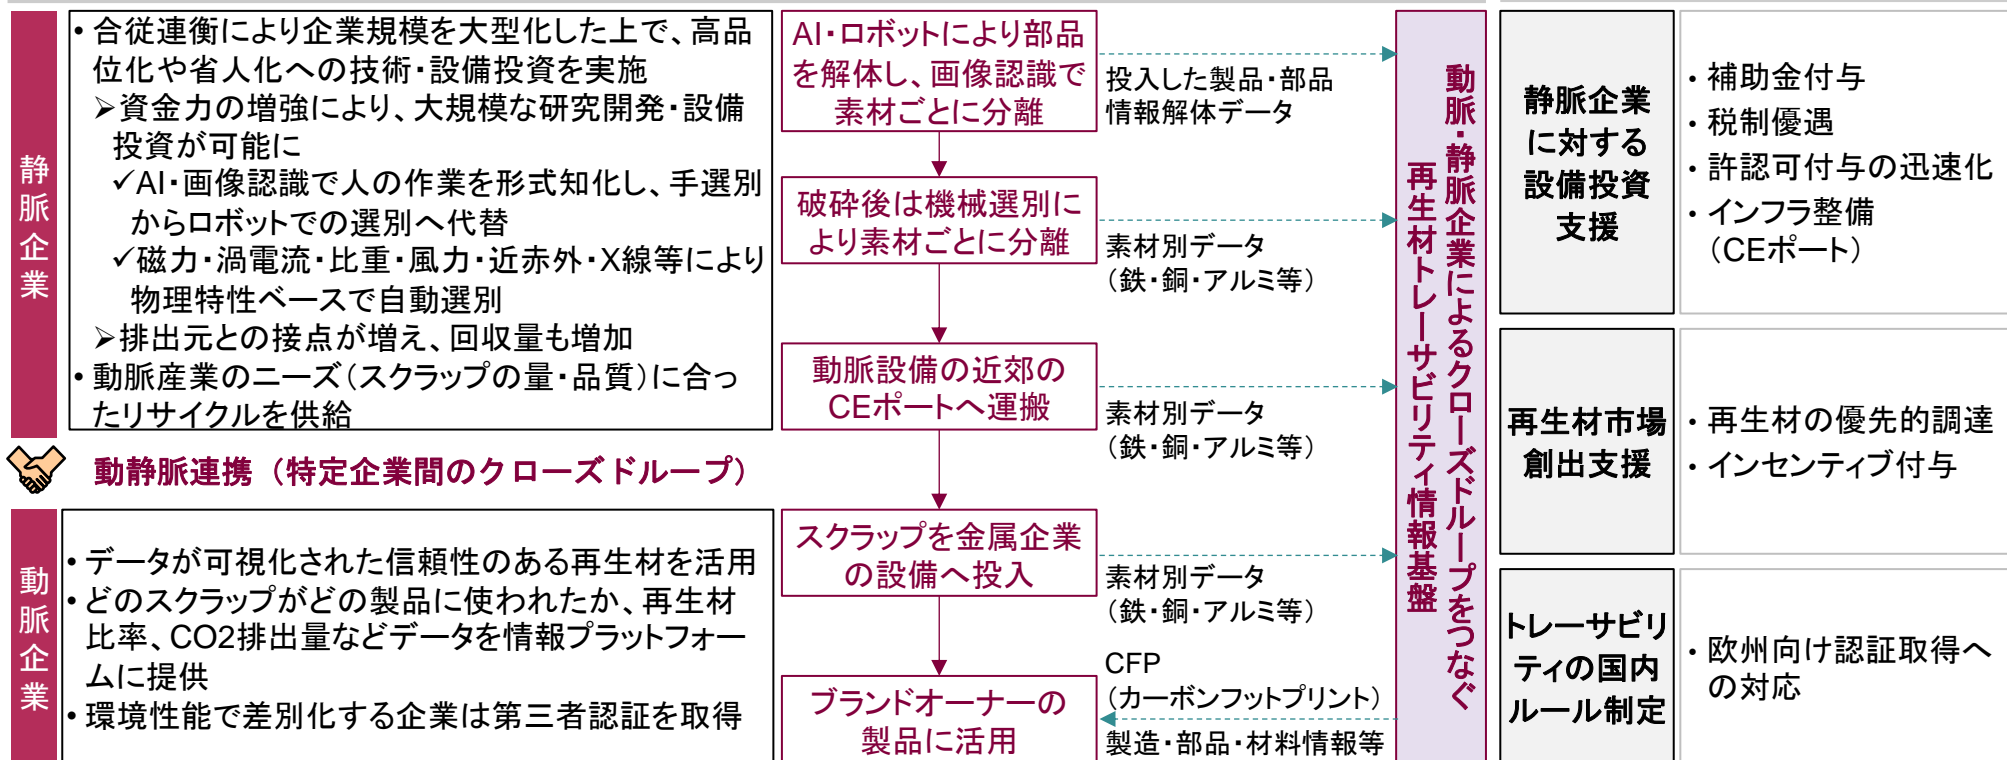 静脈企業
・合従連衡により企業規模を大型化した上で、高品
位化や省人化への技術・設備投資を実施
➢資金力の増強により、大規模な研究開発・設備
投資が可能に
✓AI・画像認識で人の作業を形式知化し、手選別
からロボットでの選別へ代替
✓磁力・渦電流・比重・風力・近赤外・X線等により
物理特性ベースで自動選別
➢排出元との接点が増え、回収量も増加
・動脈産業のニーズ（スクラップの量・品質）に合っ
たリサイクルを供給
動静脈連携（特定企業間のクローズドループ）
動脈企業
・データが可視化された信頼性のある再生材を活用
・どのスクラップがどの製品に使われたか、再生材
比率、CO2排出量などデータを情報プラットフォー
ムに提供
・環境性能で差別化する企業は第三者認証を取得
AI・ロボットにより部品
を解体し、画像認識で
素材ごとに分離
投入した製品・部品
情報解体データ
破砕後は機械選別に
より素材ごとに分離
素材別データ
（鉄・銅・アルミ等）
動脈設備の近郊の
CEポートへ運搬
素材別データ
（鉄・銅・アルミ等）
スクラップを金属企業
の設備へ投入
素材別データ
（鉄・銅・アルミ等）
ブランドオーナーの
製品に活用
CFP
（カーボンフットプリント）
製造・部品・材料情報等
動脈・静脈企業によるクローズドループをつなぐ
再生材トレーサビリティ情報基盤
静脈企業
に対する
設備投資
支援
・補助金付与
・税制優遇
・許認可付与の迅速化
・インフラ整備
（CEポート）
再生材市場
創出支援
・再生材の優先的調達
・インセンティブ付与
トレーサビリ
ティの国内
ルール制定
・欧州向け認証取得へ
の対応